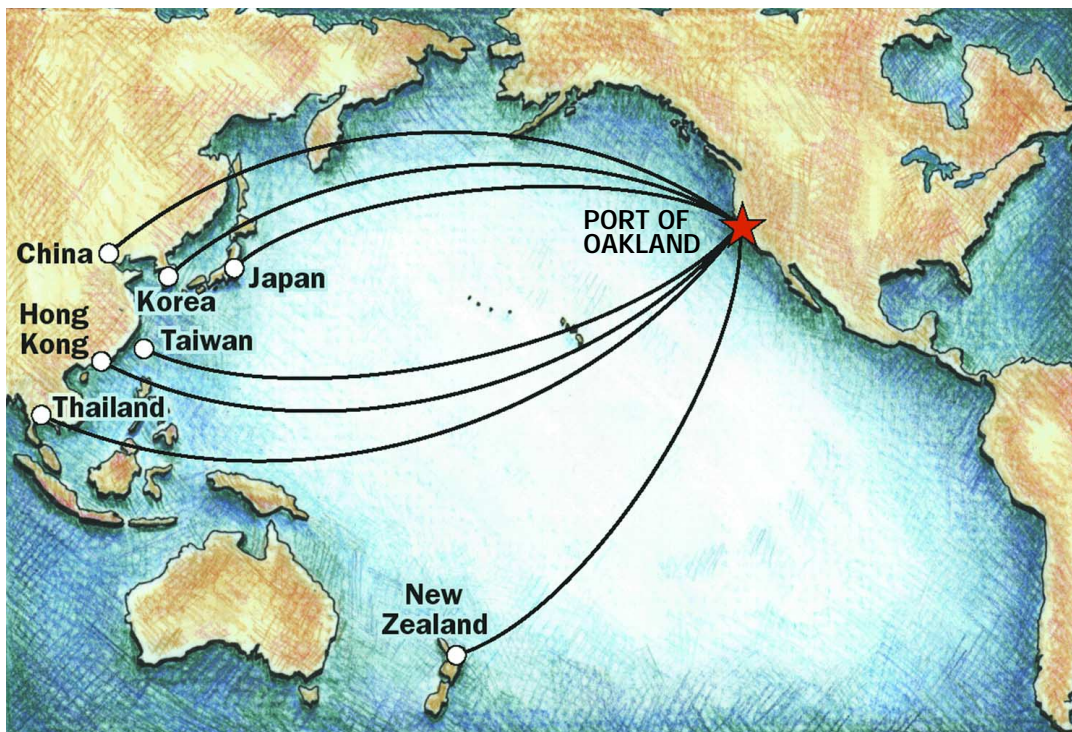 PORT OF
OAKLAND
China
Japan
Korea
Hong
Kong
Taiwan
Thailand
New
Zealand